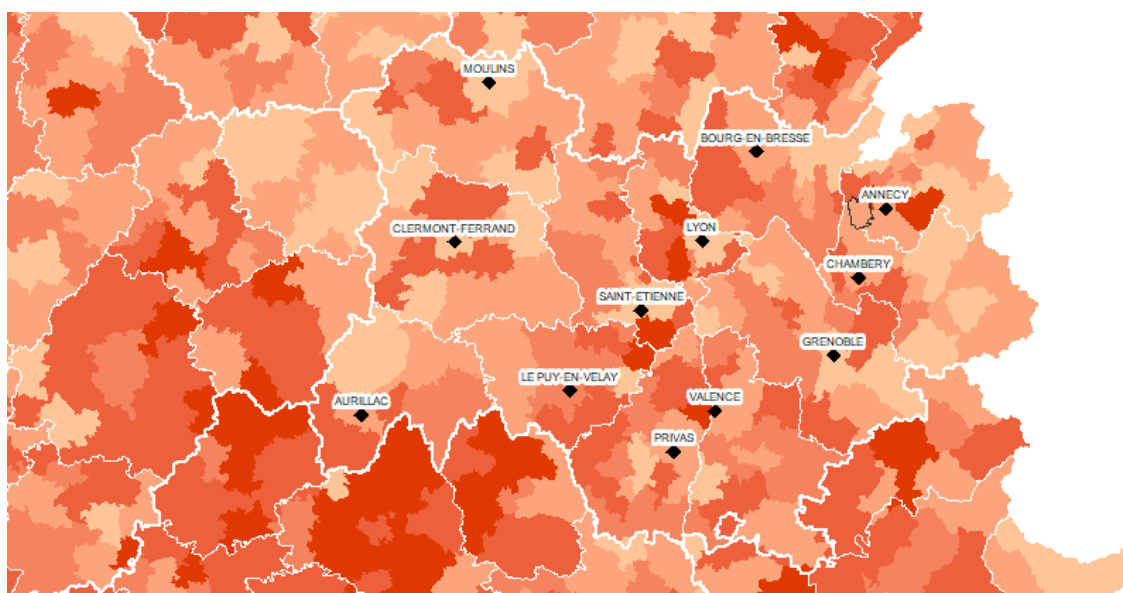 MOULINS
BOURG-EN-BRESSE
ANNECY
CLERMONT-FERRAND
LYON
CHAMBERY
SAINT-ETIENNE
GRENOBLE
LE PUY-EN-VELAY
AURILLAC
VALENCE
PRIVAS